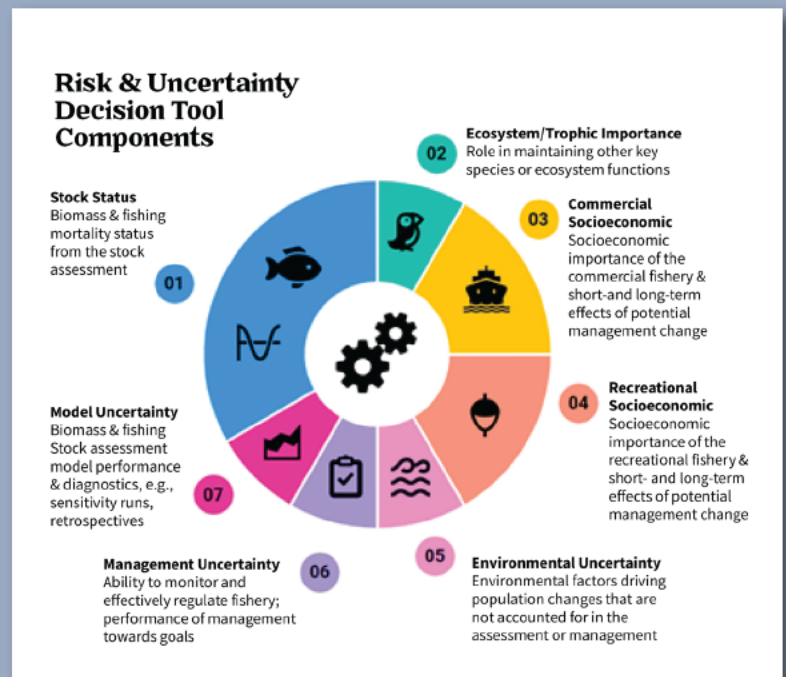 Risk & Uncertainty
Decision Tool
Components
Stock Status
Biomass & fishing
mortality status
from the stock
assessment
01
02
Ecosystem/Trophic Importance
Role in maintaining other key
species or ecosystem functions
03
Commercial
Socioeconomic
Socioeconomic
importance of the
commercial fishery &
short-and long-term
effects of potential
management change
04
Recreational
Socioeconomic
Socioeconomic
importance of the
recreational fishery &
short- and long-term
effects of potential
management change
05
Environmental Uncertainty
Environmental factors driving
population changes that are
not accounted for in the
assessment or management
06
Management Uncertainty
Ability to monitor and
effectively regulate fishery;
performance of management
towards goals
07
Model Uncertainty
Biomass & fishing
Stock assessment
model performance
& diagnostics, e.g.,
sensitivity runs,
retrospectives